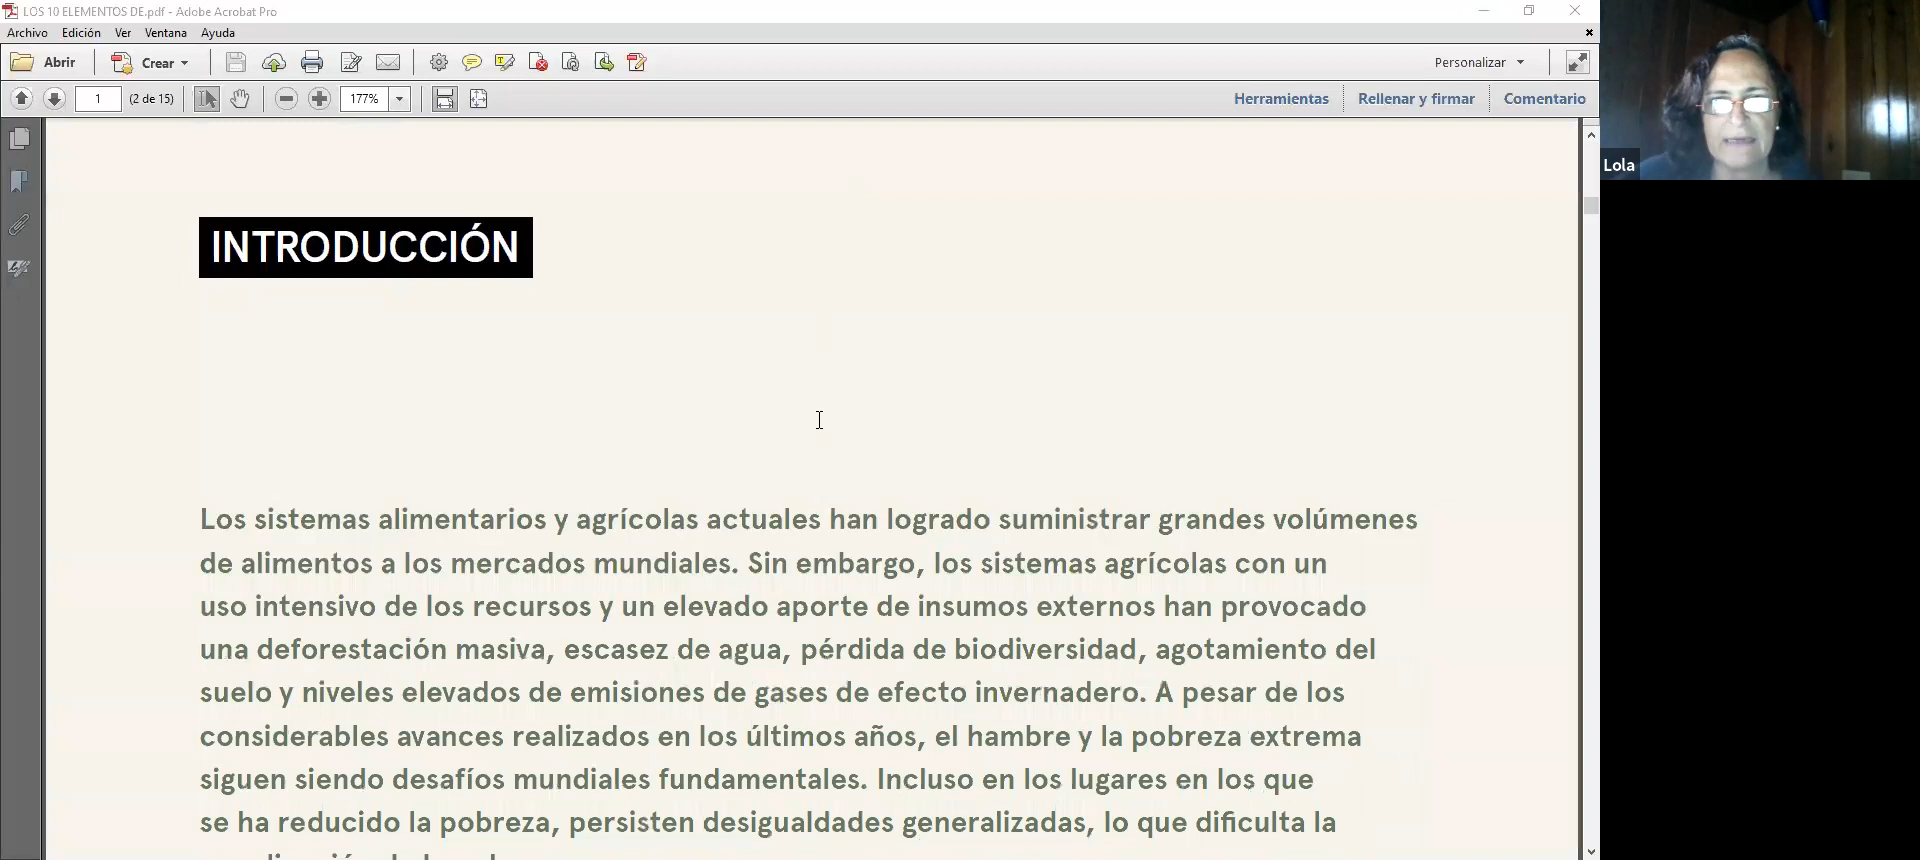 LOS 10 ELEMENTOS DE.pdf - Adobe Acrobat Pro
Archivo Edición Ver Ventana Ayuda
Abrir Crear Personalizar
1 (2 de 15) 177% Herramientas Rellenar y firmar Comentario
Lola
INTRODUCCIÓN
Los sistemas alimentarios y agrícolas actuales han logrado suministrar grandes volúmenes
de alimentos a los mercados mundiales. Sin embargo, los sistemas agrícolas con un
uso intensivo de los recursos y un elevado aporte de insumos externos han provocado
una deforestación masiva, escasez de agua, pérdida de biodiversidad, agotamiento del
suelo y niveles elevados de emisiones de gases de efecto invernadero. A pesar de los
considerables avances realizados en los últimos años, el hambre y la pobreza extrema
siguen siendo desafíos mundiales fundamentales. Incluso en los lugares en los que
se ha reducido la pobreza, persisten desigualdades generalizadas, lo que dificulta la